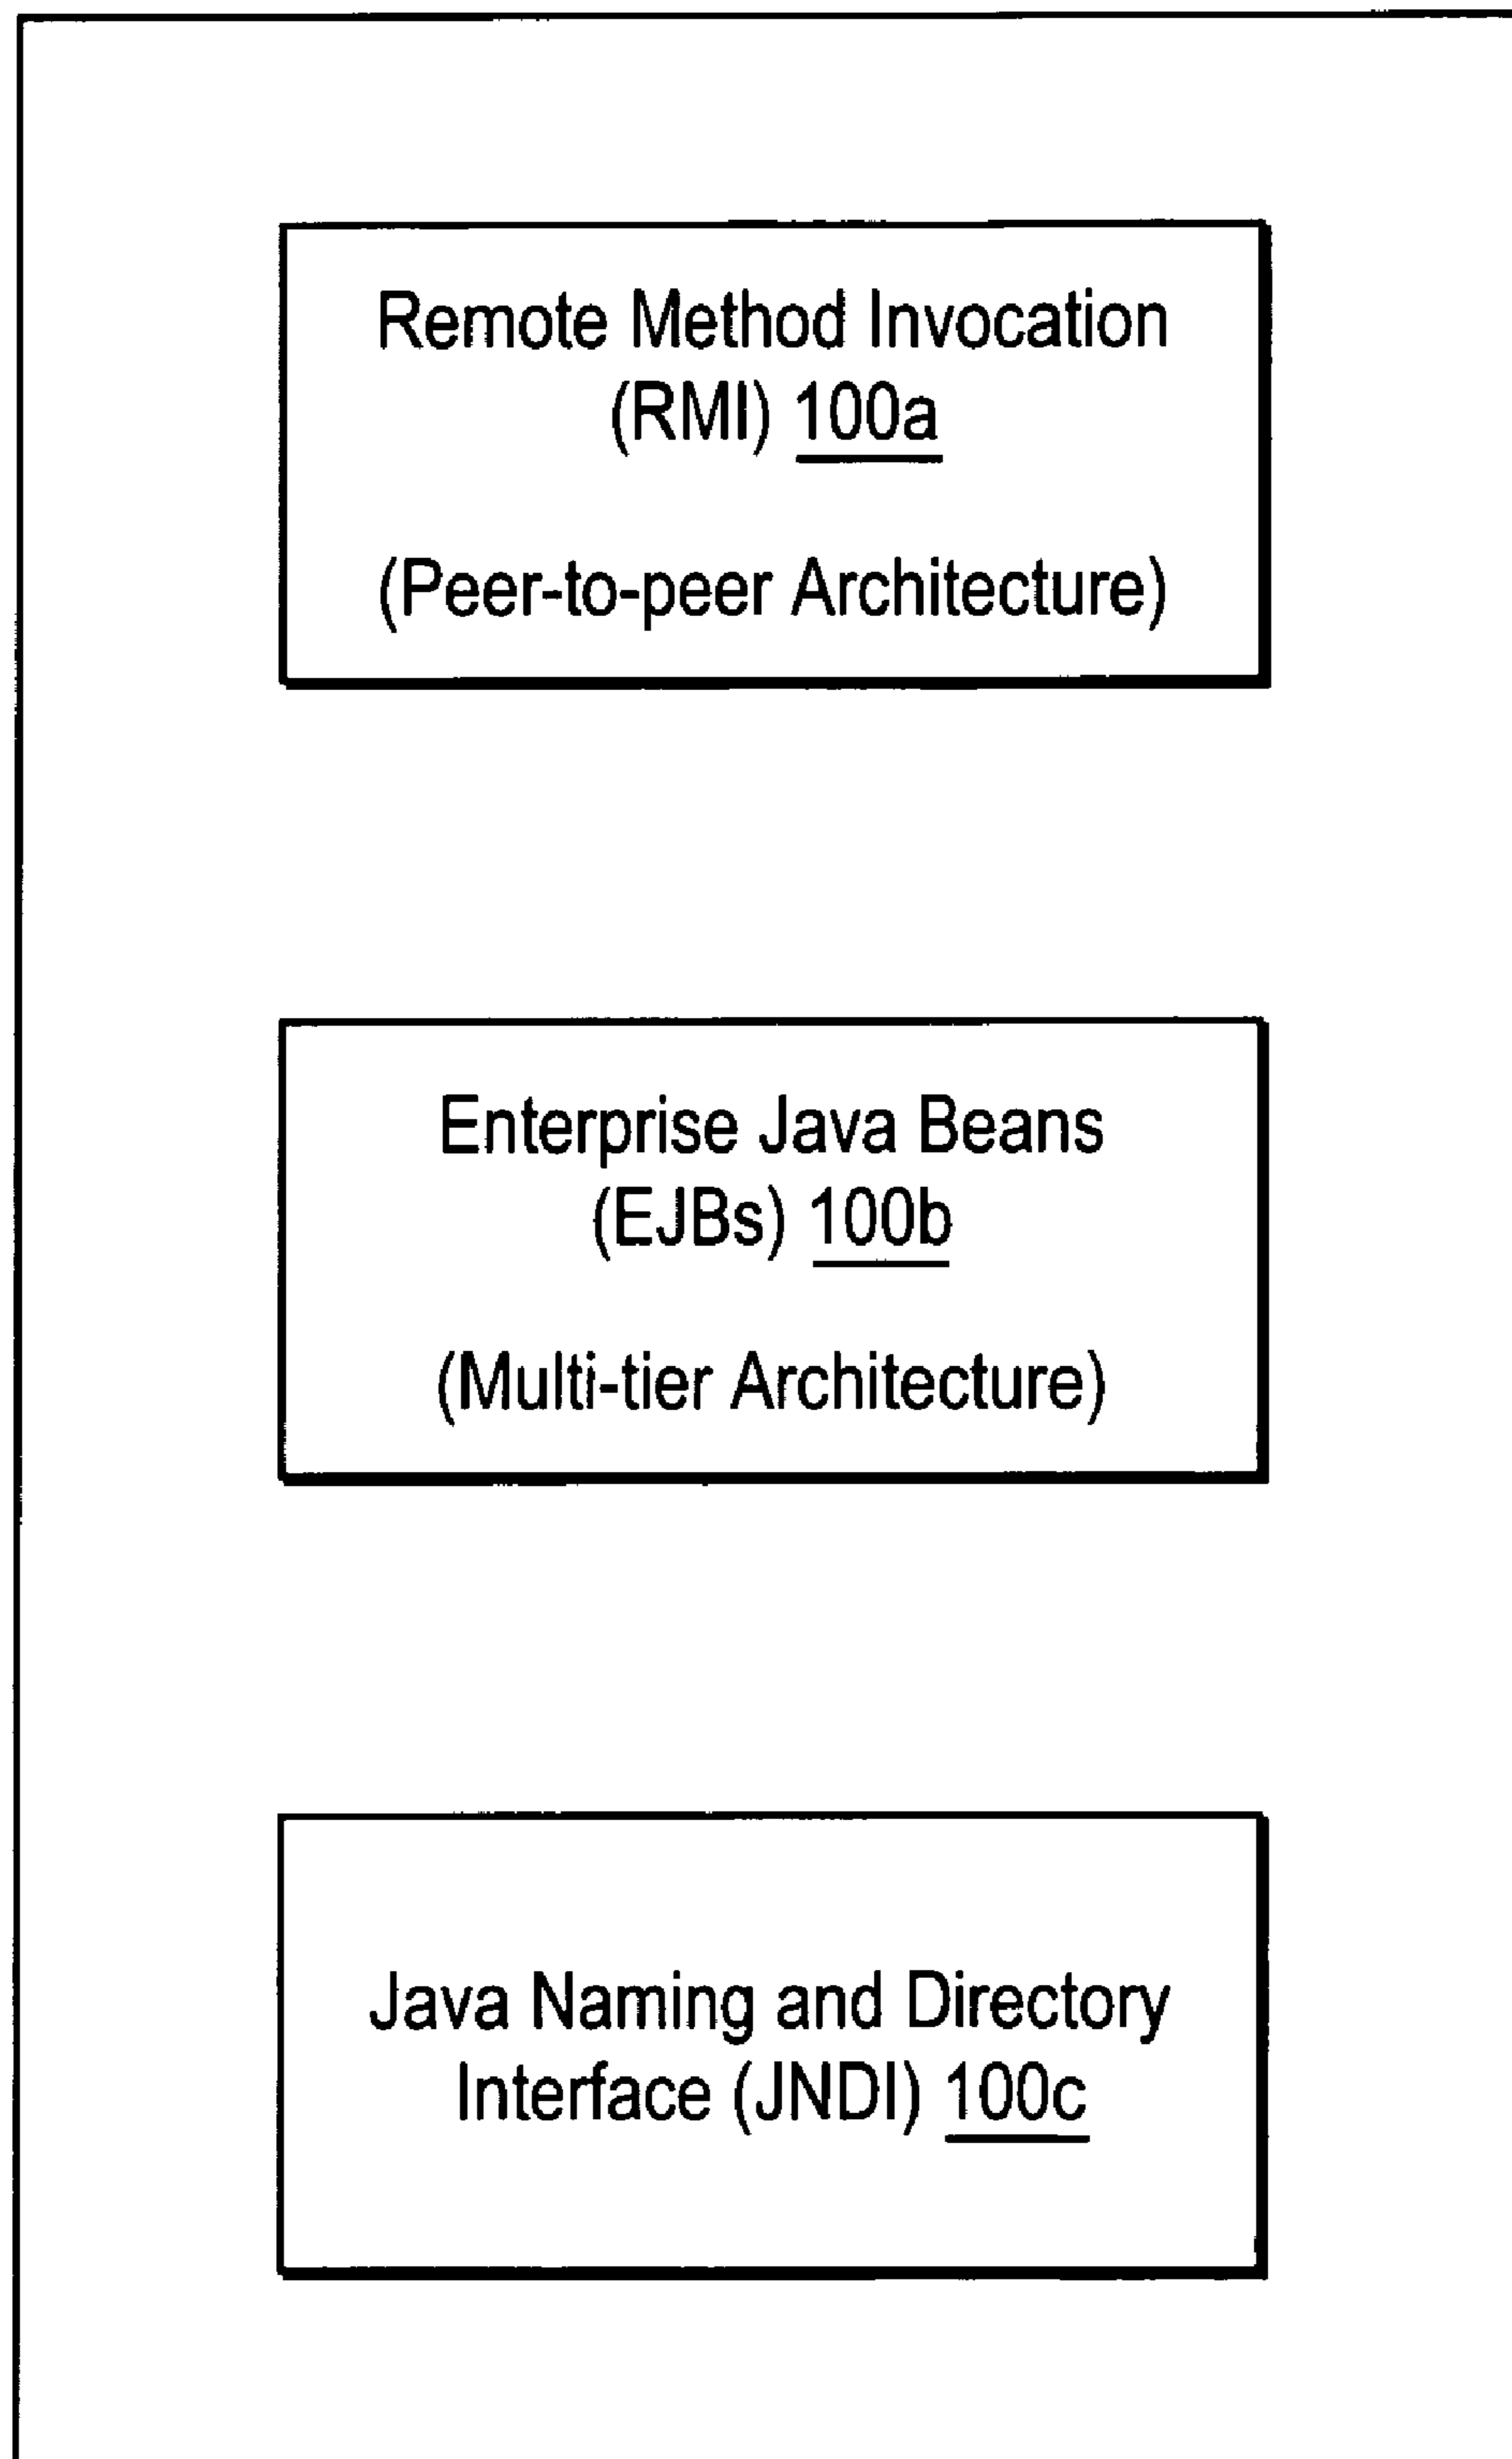 Remote Method Invocation
(RMI) 100a
(Peer-to-peer Architecture)
Enterprise Java Beans
(EJBs) 100b
(Multi-tier Architecture)
Java Naming and Directory
Interface (JNDI) 100c